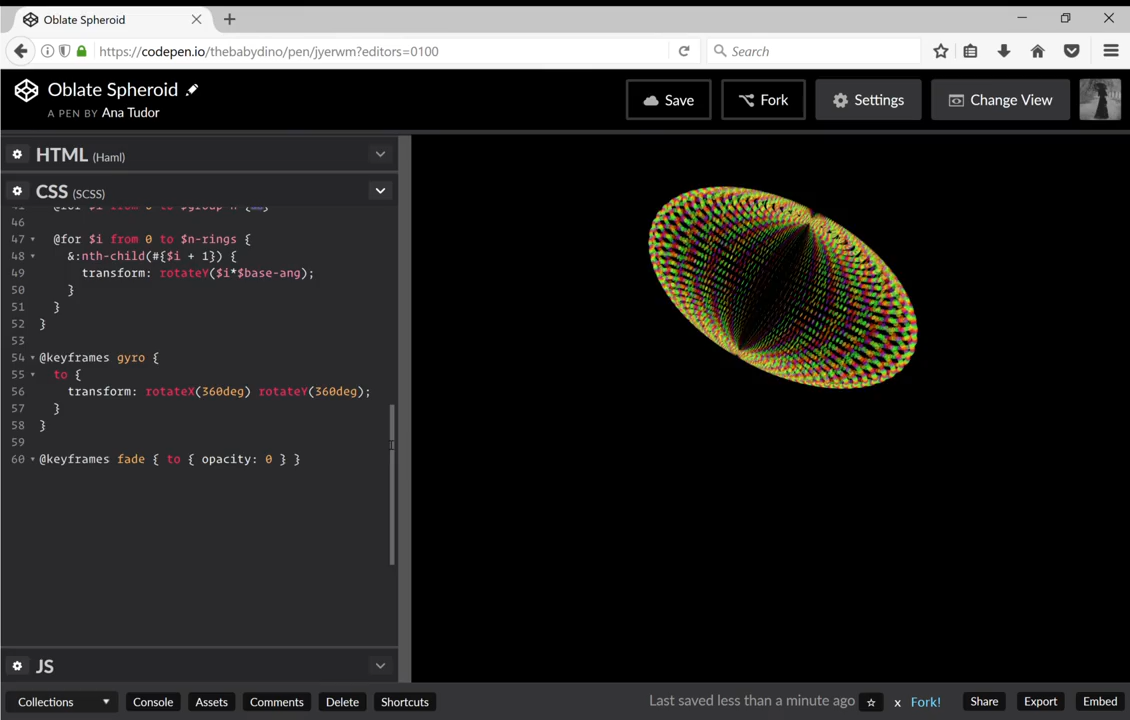 Oblate Spheroid
https://codepen.io/thebabydino/pen/jyerwm?editors=0100
Search
Oblate Spheroid
A PEN BY Ana Tudor
Save
Fork
Settings
Change View
HTML (Haml)
CSS (SCSS)
46
47 @for $i from 0 to $n-rings {
48 &:nth-child(#{$i + 1}) {
49 transform: rotateY($i*$base-ang);
50 }
51 }
52 }
53
54 @keyframes gyro {
55 to {
56 transform: rotateX(360deg) rotateY(360deg);
57 }
58 }
59
60 @keyframes fade { to { opacity: 0 } }
JS
Collections
Console
Assets
Comments
Delete
Shortcuts
Last saved less than a minute ago
x Fork!
Share
Export
Embed